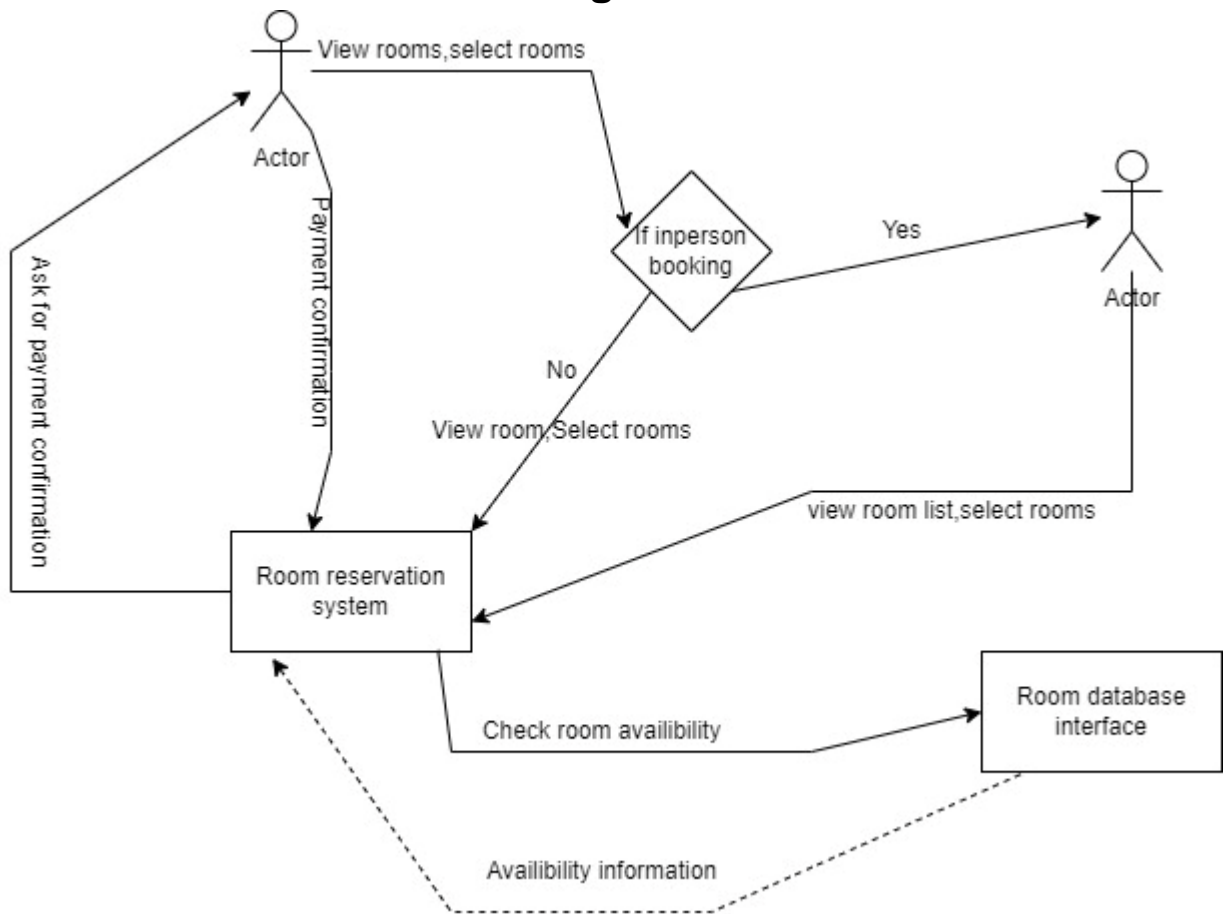 View rooms,select rooms
Actor
Payment confirmation
Ask for payment confirmation
If inperson
booking
Yes
Actor
No
View room,Select rooms
view room list,select rooms
Room reservation
system
Room database
interface
Check room availibility
Availibility information